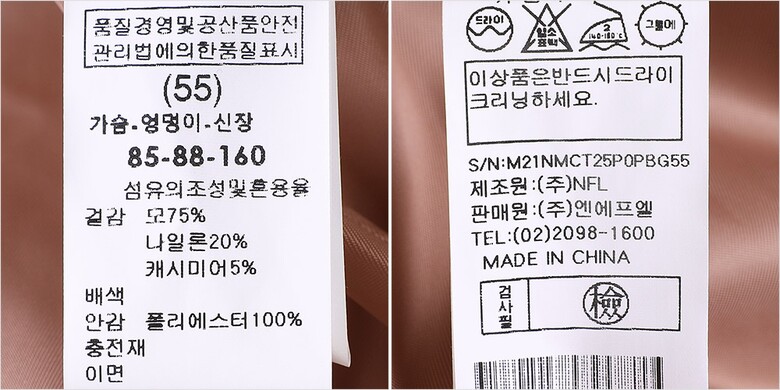 품질경영및공산품안전
관리법에의한품질표시
(55)
가슴-엉덩이-신장
85-88-160
섬유의조성및혼용율
겉감 모75%
나일론20%
캐시미어5%
배색
안감 폴리에스터100%
충전재
이면
드라이
염소
표백
2
140-160℃
그늘에
이상품은반드시드라이
크리닝하세요.
S/N:M21NMCT25P0PBG55
제조원:(주)NFL
판매원:(주)엔에프엘
TEL:(02)2098-1600
MADE IN CHINA
검사필
檢